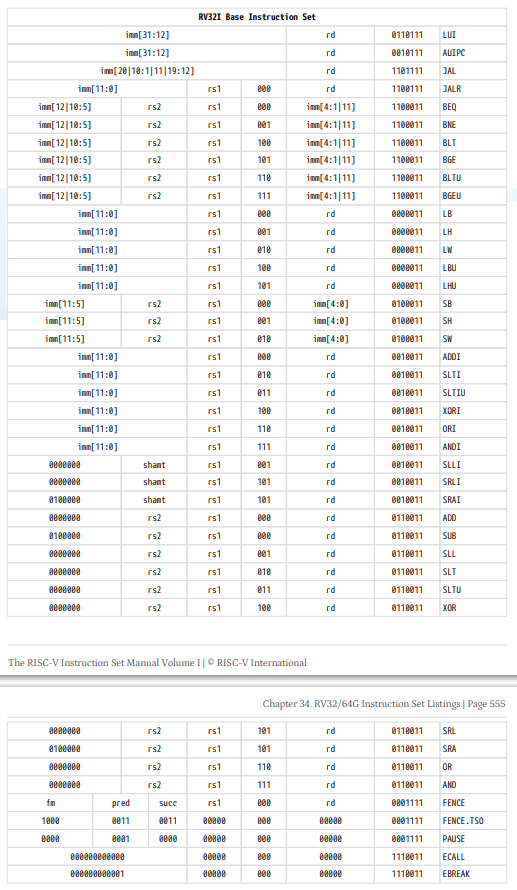 RV32I Base Instruction Set
imm[31:12] rd 0110111 LUI
imm[31:12] rd 0010111 AUIPC
imm[20|10:1|11|19:12] rd 1101111 JAL
imm[11:0] rs1 000 rd 1100111 JALR
imm[12|10:5] rs2 rs1 000 imm[4:1|11] 1100011 BEQ
imm[12|10:5] rs2 rs1 001 imm[4:1|11] 1100011 BNE
imm[12|10:5] rs2 rs1 100 imm[4:1|11] 1100011 BLT
imm[12|10:5] rs2 rs1 101 imm[4:1|11] 1100011 BGE
imm[12|10:5] rs2 rs1 110 imm[4:1|11] 1100011 BLTU
imm[12|10:5] rs2 rs1 111 imm[4:1|11] 1100011 BGEU
imm[11:0] rs1 000 rd 0000011 LB
imm[11:0] rs1 001 rd 0000011 LH
imm[11:0] rs1 010 rd 0000011 LW
imm[11:0] rs1 100 rd 0000011 LBU
imm[11:0] rs1 101 rd 0000011 LHU
imm[11:5] rs2 rs1 000 imm[4:0] 0100011 SB
imm[11:5] rs2 rs1 001 imm[4:0] 0100011 SH
imm[11:5] rs2 rs1 010 imm[4:0] 0100011 SW
imm[11:0] rs1 000 rd 0010011 ADDI
imm[11:0] rs1 010 rd 0010011 SLTI
imm[11:0] rs1 011 rd 0010011 SLTIU
imm[11:0] rs1 100 rd 0010011 XORI
imm[11:0] rs1 110 rd 0010011 ORI
imm[11:0] rs1 111 rd 0010011 ANDI
0000000 shamt rs1 001 rd 0010011 SLLI
0000000 shamt rs1 101 rd 0010011 SRLI
0100000 shamt rs1 101 rd 0010011 SRAI
0000000 rs2 rs1 000 rd 0110011 ADD
0100000 rs2 rs1 000 rd 0110011 SUB
0000000 rs2 rs1 001 rd 0110011 SLL
0000000 rs2 rs1 010 rd 0110011 SLT
0000000 rs2 rs1 011 rd 0110011 SLTU
0000000 rs2 rs1 100 rd 0110011 XOR
The RISC-V Instruction Set Manual Volume I | © RISC-V International
Chapter 34. RV32/64G Instruction Set Listings | Page 555
0000000 rs2 rs1 101 rd 0110011 SRL
0100000 rs2 rs1 101 rd 0110011 SRA
0000000 rs2 rs1 110 rd 0110011 OR
0000000 rs2 rs1 111 rd 0110011 AND
fm pred succ rs1 000 rd 0001111 FENCE
1000 0011 0011 00000 000 00000 0001111 FENCE.TSO
0000 0001 0000 00000 000 00000 0001111 PAUSE
000000000000 00000 000 00000 1110011 ECALL
000000000001 00000 000 00000 1110011 EBREAK